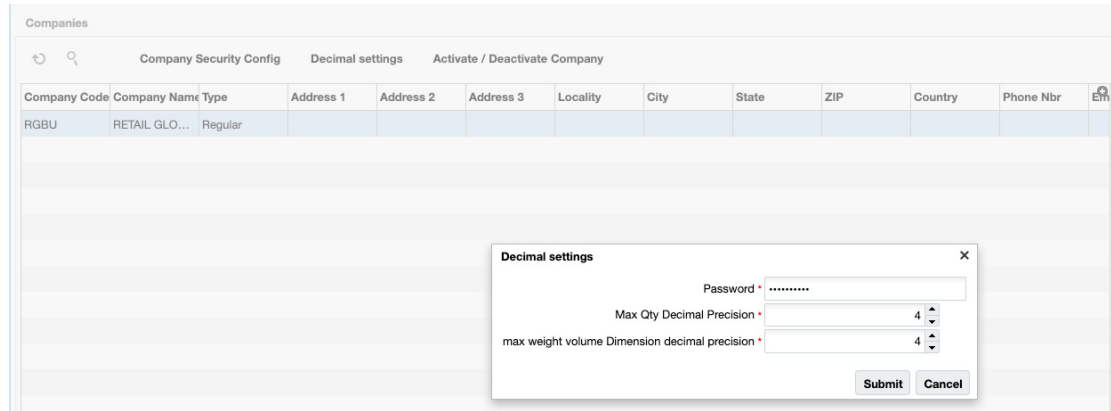 Companies
Company Security Config Decimal settings Activate / Deactivate Company
Company Code Company Name Type Address 1 Address 2 Address 3 Locality City State ZIP Country Phone Nbr Em
RGBU RETAIL GLO... Regular
Decimal settings
Password * ••••••••••
Max Qty Decimal Precision * 4
max weight volume Dimension decimal precision * 4
Submit Cancel